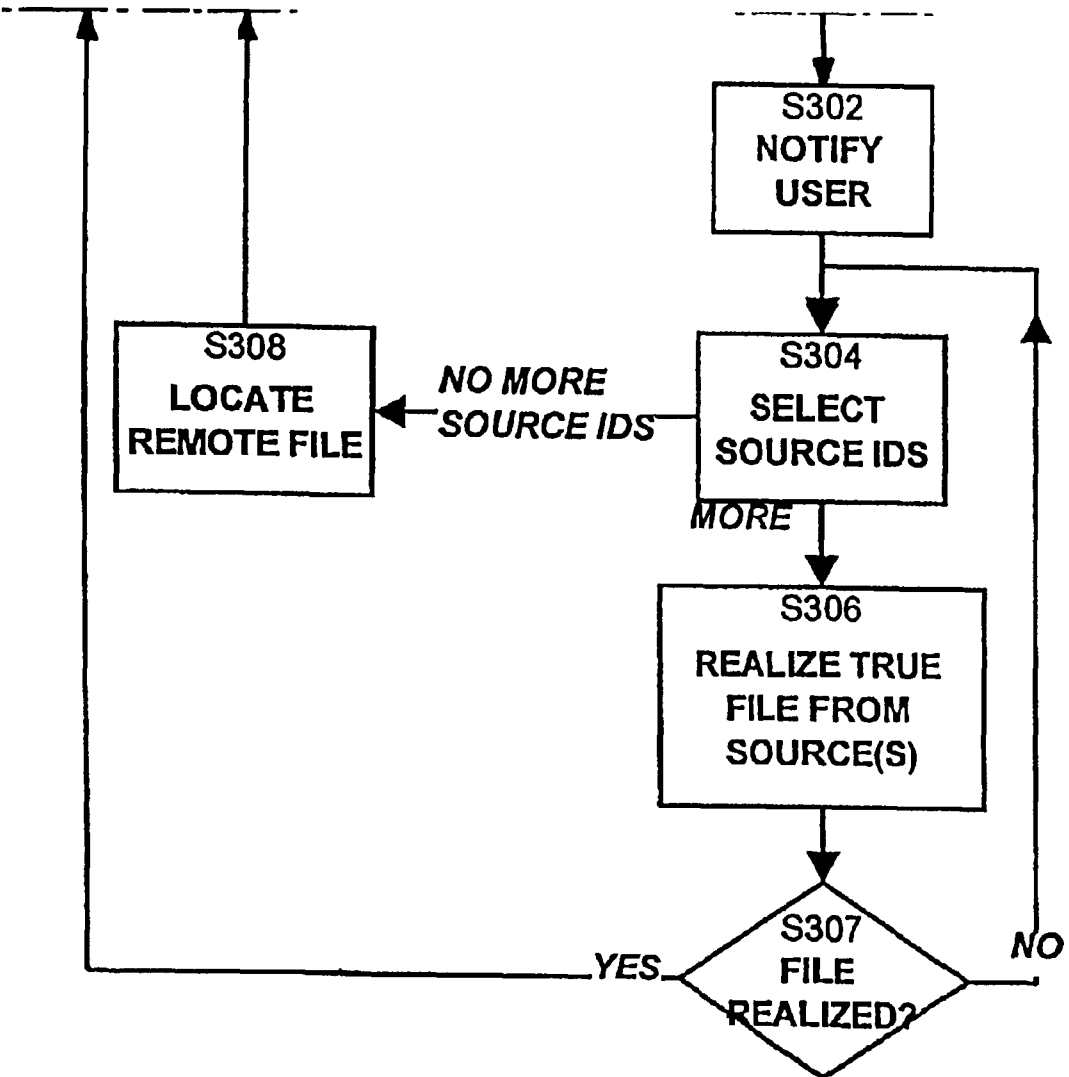 S302
NOTIFY
USER
S308
LOCATE
REMOTE FILE
NO MORE
SOURCE IDS
S304
SELECT
SOURCE IDS
MORE
S306
REALIZE TRUE
FILE FROM
SOURCE(S)
S307
FILE
REALIZED?
YES
NO